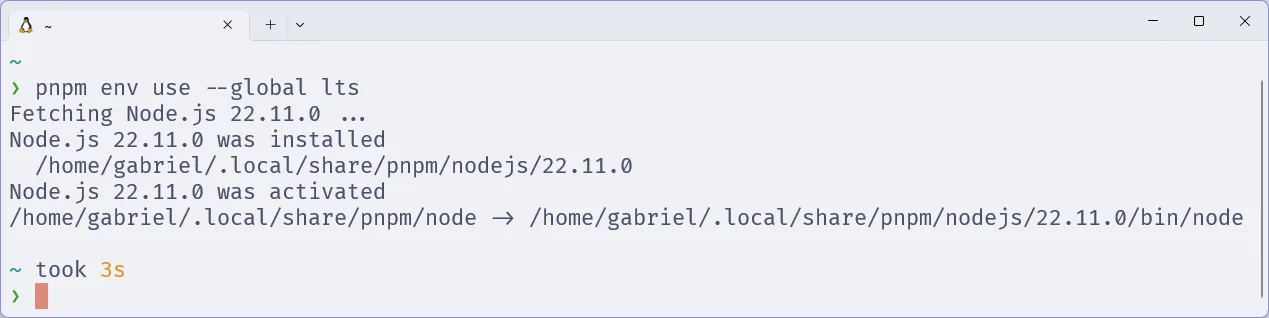 ~
~
❯ pnpm env use --global lts
Fetching Node.js 22.11.0 ...
Node.js 22.11.0 was installed
  /home/gabriel/.local/share/pnpm/nodejs/22.11.0
Node.js 22.11.0 was activated
/home/gabriel/.local/share/pnpm/node -> /home/gabriel/.local/share/pnpm/nodejs/22.11.0/bin/node
~ took 3s
❯